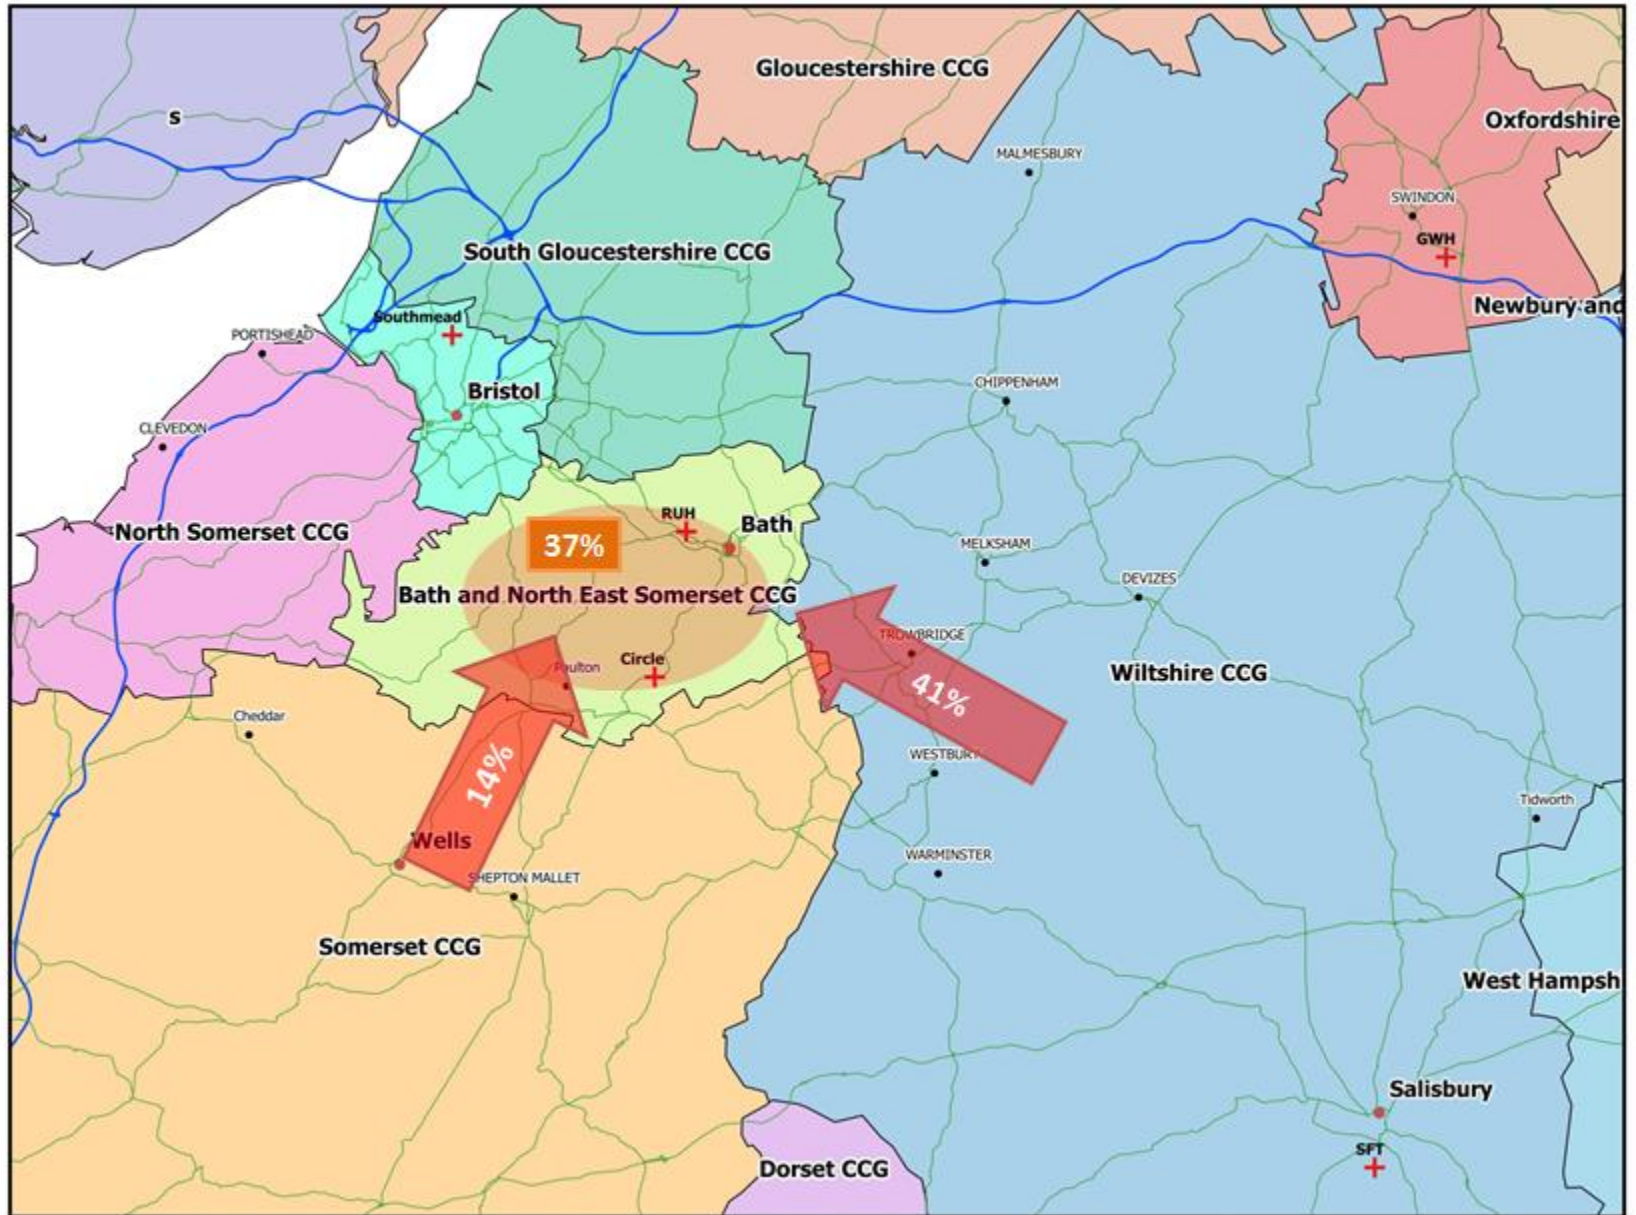 Gloucestershire CCG
S
Oxfordshire
MALMESBURY
SWINDON
GWH
South Gloucestershire CCG
Newbury and
Southmead
PORTISHEAD
Bristol
CHIPPENHAM
CLEVEDON
RUH
Bath
North Somerset CCG
37%
MELKSHAM
DEVIZES
Bath and North East Somerset CCG
TROWBRIDGE
Circle
Paulton
Wiltshire CCG
41%
Cheddar
WESTBURY
14%
Tidworth
Wells
WARMINSTER
SHEPTON MALLET
Somerset CCG
West Hampsh
Salisbury
SFT
Dorset CCG